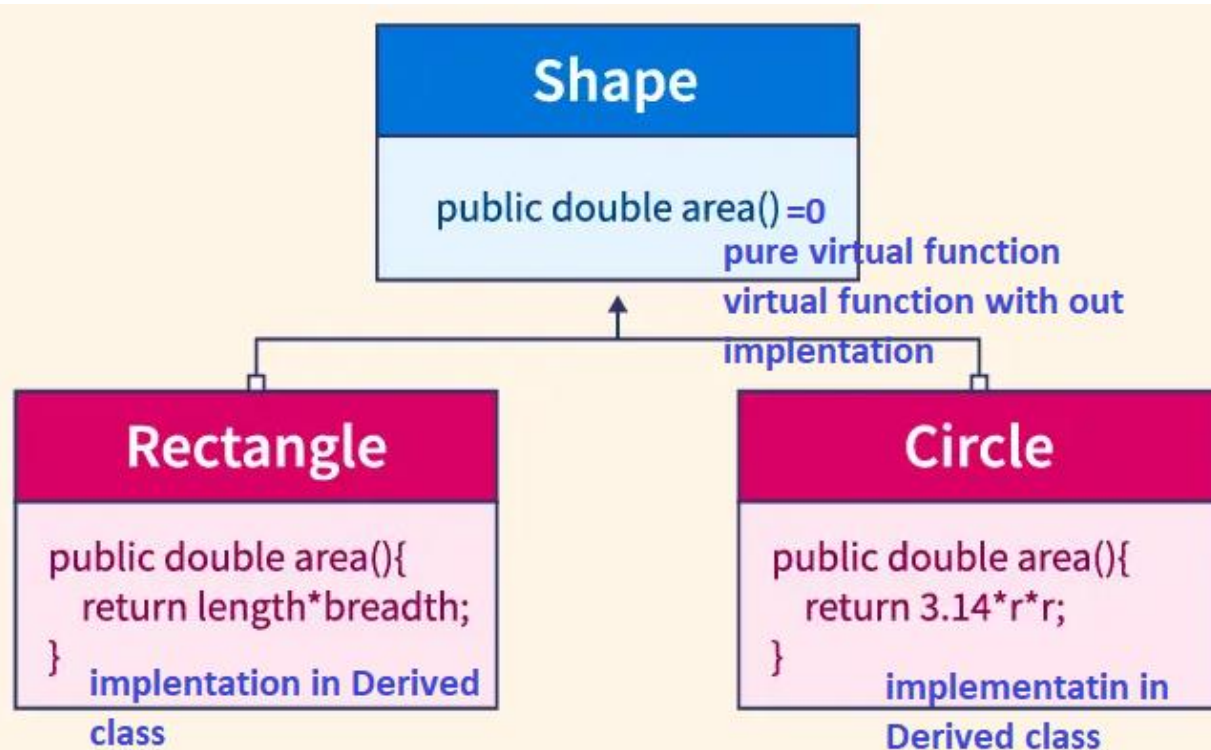 Shape
public double area() =0
pure virtual function
virtual function with out
implentation
Rectangle
public double area(){
return length*breadth;
}
implentation in Derived
class
Circle
public double area(){
return 3.14*r*r;
}
implementatin in
Derived class